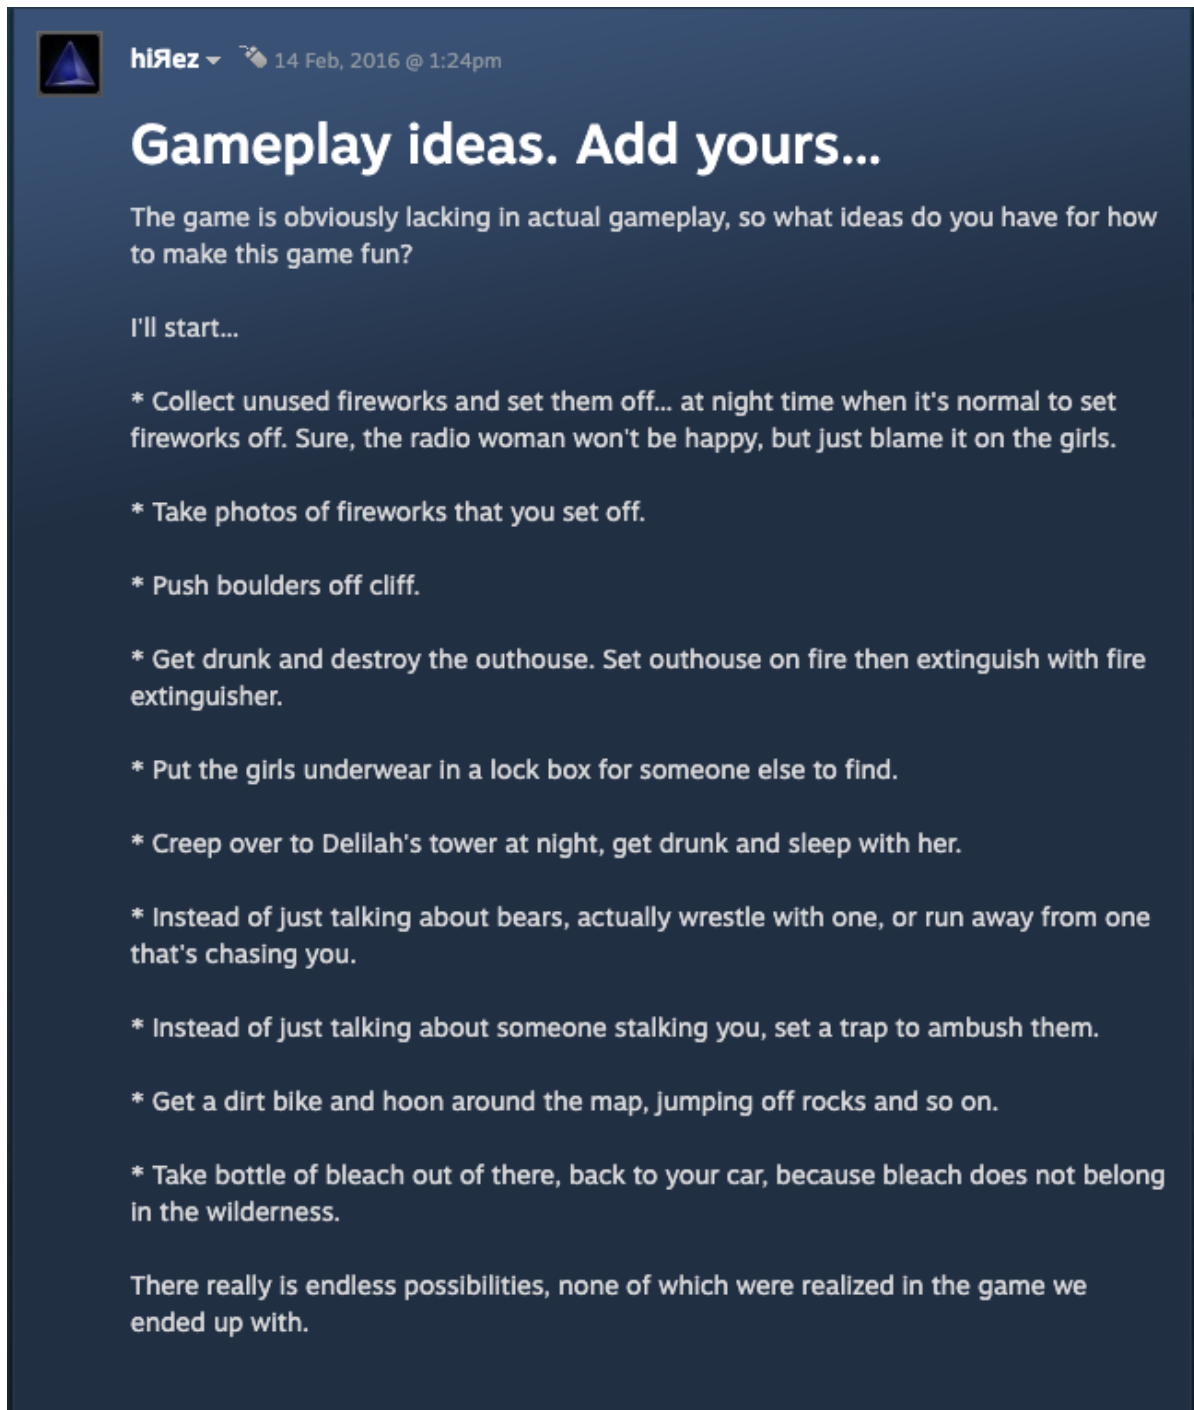 hiЯez 14 Feb, 2016 @ 1:24pm
Gameplay ideas. Add yours...
The game is obviously lacking in actual gameplay, so what ideas do you have for how
to make this game fun?
I'll start...
* Collect unused fireworks and set them off... at night time when it's normal to set
fireworks off. Sure, the radio woman won't be happy, but just blame it on the girls.
* Take photos of fireworks that you set off.
* Push boulders off cliff.
* Get drunk and destroy the outhouse. Set outhouse on fire then extinguish with fire
extinguisher.
* Put the girls underwear in a lock box for someone else to find.
* Creep over to Delilah's tower at night, get drunk and sleep with her.
* Instead of just talking about bears, actually wrestle with one, or run away from one
that's chasing you.
* Instead of just talking about someone stalking you, set a trap to ambush them.
* Get a dirt bike and hoon around the map, jumping off rocks and so on.
* Take bottle of bleach out of there, back to your car, because bleach does not belong
in the wilderness.
There really is endless possibilities, none of which were realized in the game we
ended up with.